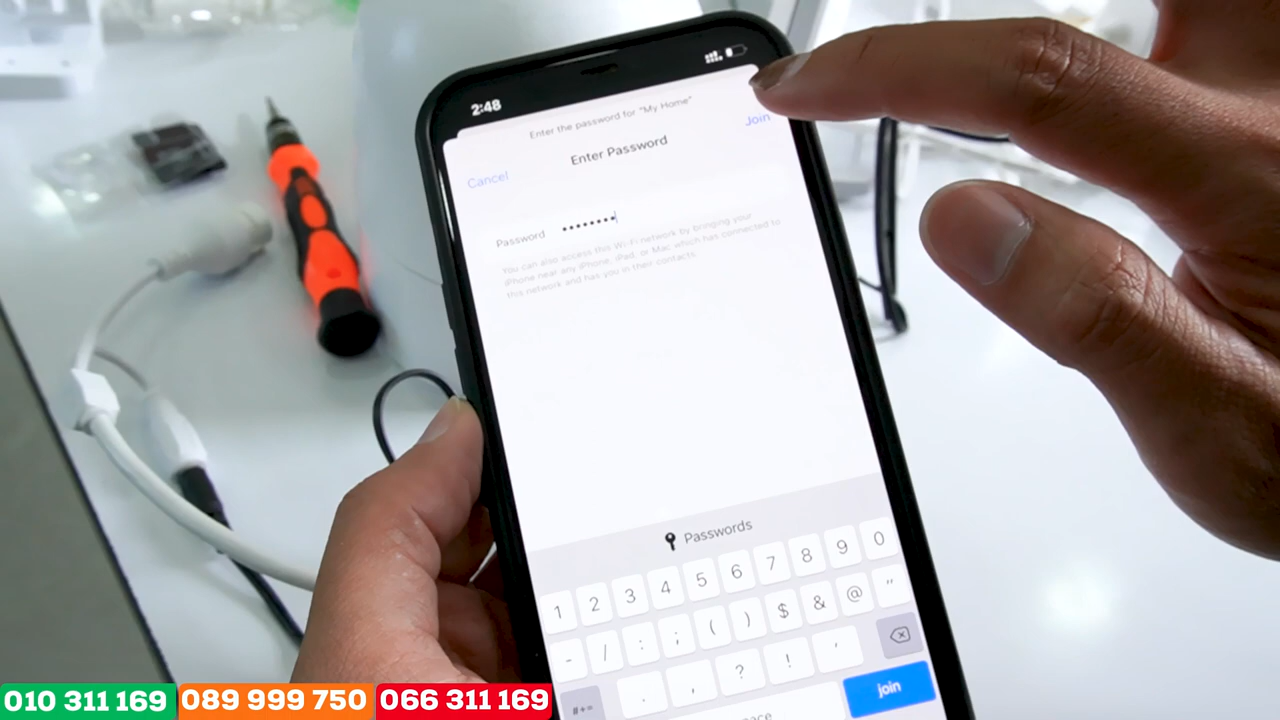 2:48
Enter the password for "My Home"
Cancel
Enter Password
Join
Password ••••••••
You can also access this Wi-Fi network by bringing your
iPhone near any iPhone, iPad, or Mac which has connected to
this network and has you in their contacts.
Passwords
1 2 3 4 5 6 7 8 9 0
- / : ; ( ) $ & @ "
#+= . , ? ! '
join
010 311 169 089 999 750 066 311 169